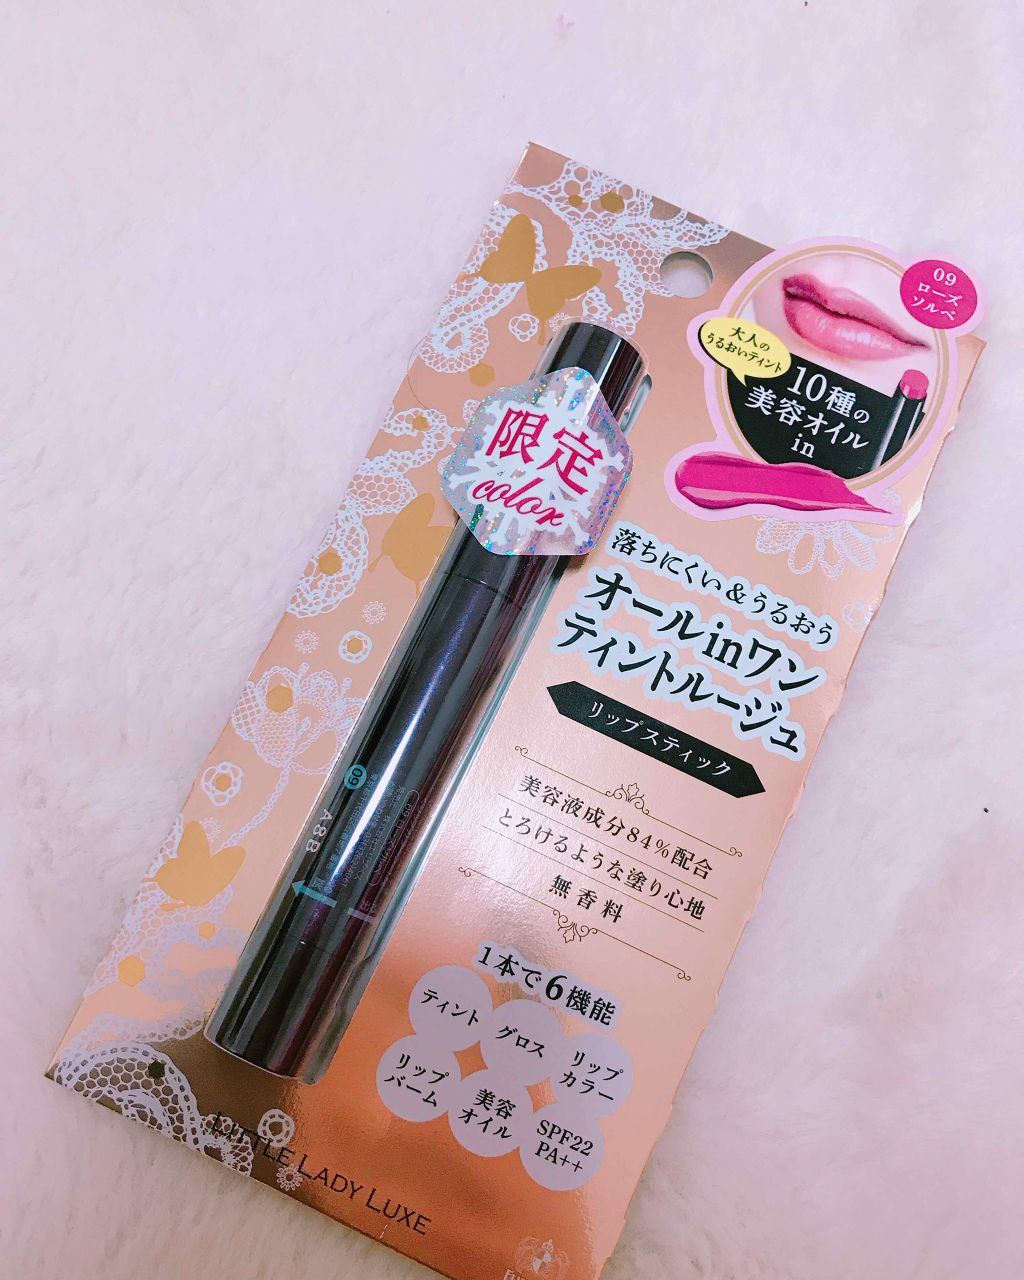 09
ローズ
ソルベ
大人の
うるおいティント
10種の
美容オイル
in
限定
color
落ちにくい&うるおう
オールinワン
ティントルージュ
リップスティック
美容液成分84%配合
とろけるような塗り心地
無香料
1本で6機能
ティント
グロス
リップ
カラー
リップ
バーム
美容
オイル
SPF22
PA++
09
A88
LITTLE LADY LUXE